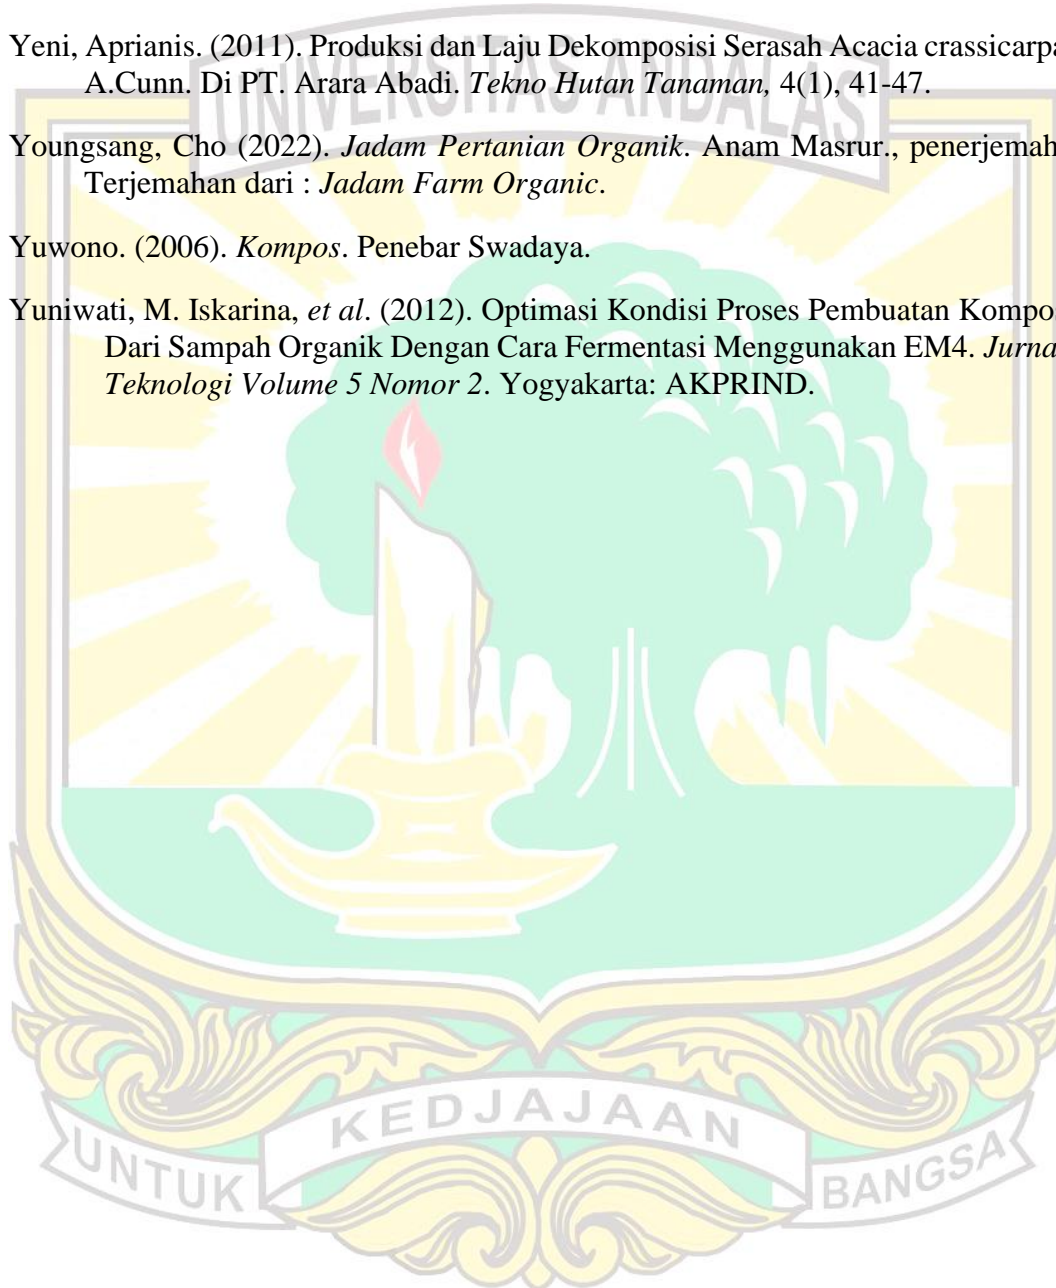 Yeni, Aprianis. (2011). Produksi dan Laju Dekomposisi Serasah Acacia crassicarpa
A.Cunn. Di PT. Arara Abadi. Tekno Hutan Tanaman, 4(1), 41-47.
Youngsang, Cho (2022). Jadam Pertanian Organik. Anam Masrur., penerjemah
Terjemahan dari : Jadam Farm Organic.
Yuwono. (2006). Kompos. Penebar Swadaya.
Yuniwati, M. Iskarina, et al. (2012). Optimasi Kondisi Proses Pembuatan Kompo
Dari Sampah Organik Dengan Cara Fermentasi Menggunakan EM4. Jurna
Teknologi Volume 5 Nomor 2. Yogyakarta: AKPRIND.
UNIVERSITAS ANDALAS
UNTUK KEDJAJAAN BANGSA